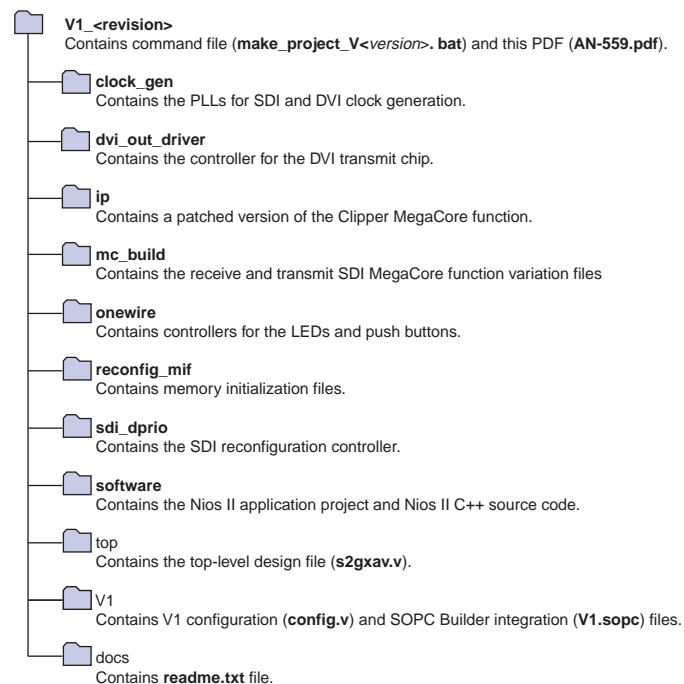 V1_<revision>
Contains command file (make_project_V<version>. bat) and this PDF (AN-559.pdf).
clock_gen
Contains the PLLs for SDI and DVI clock generation.
dvi_out_driver
Contains the controller for the DVI transmit chip.
ip
Contains a patched version of the Clipper MegaCore function.
mc_build
Contains the receive and transmit SDI MegaCore function variation files
onewire
Contains controllers for the LEDs and push buttons.
reconfig_mif
Contains memory initialization files.
sdi_dprio
Contains the SDI reconfiguration controller.
software
Contains the Nios II application project and Nios II C++ source code.
top
Contains the top-level design file (s2gxav.v).
V1
Contains V1 configuration (config.v) and SOPC Builder integration (V1.sopc) files.
docs
Contains readme.txt file.